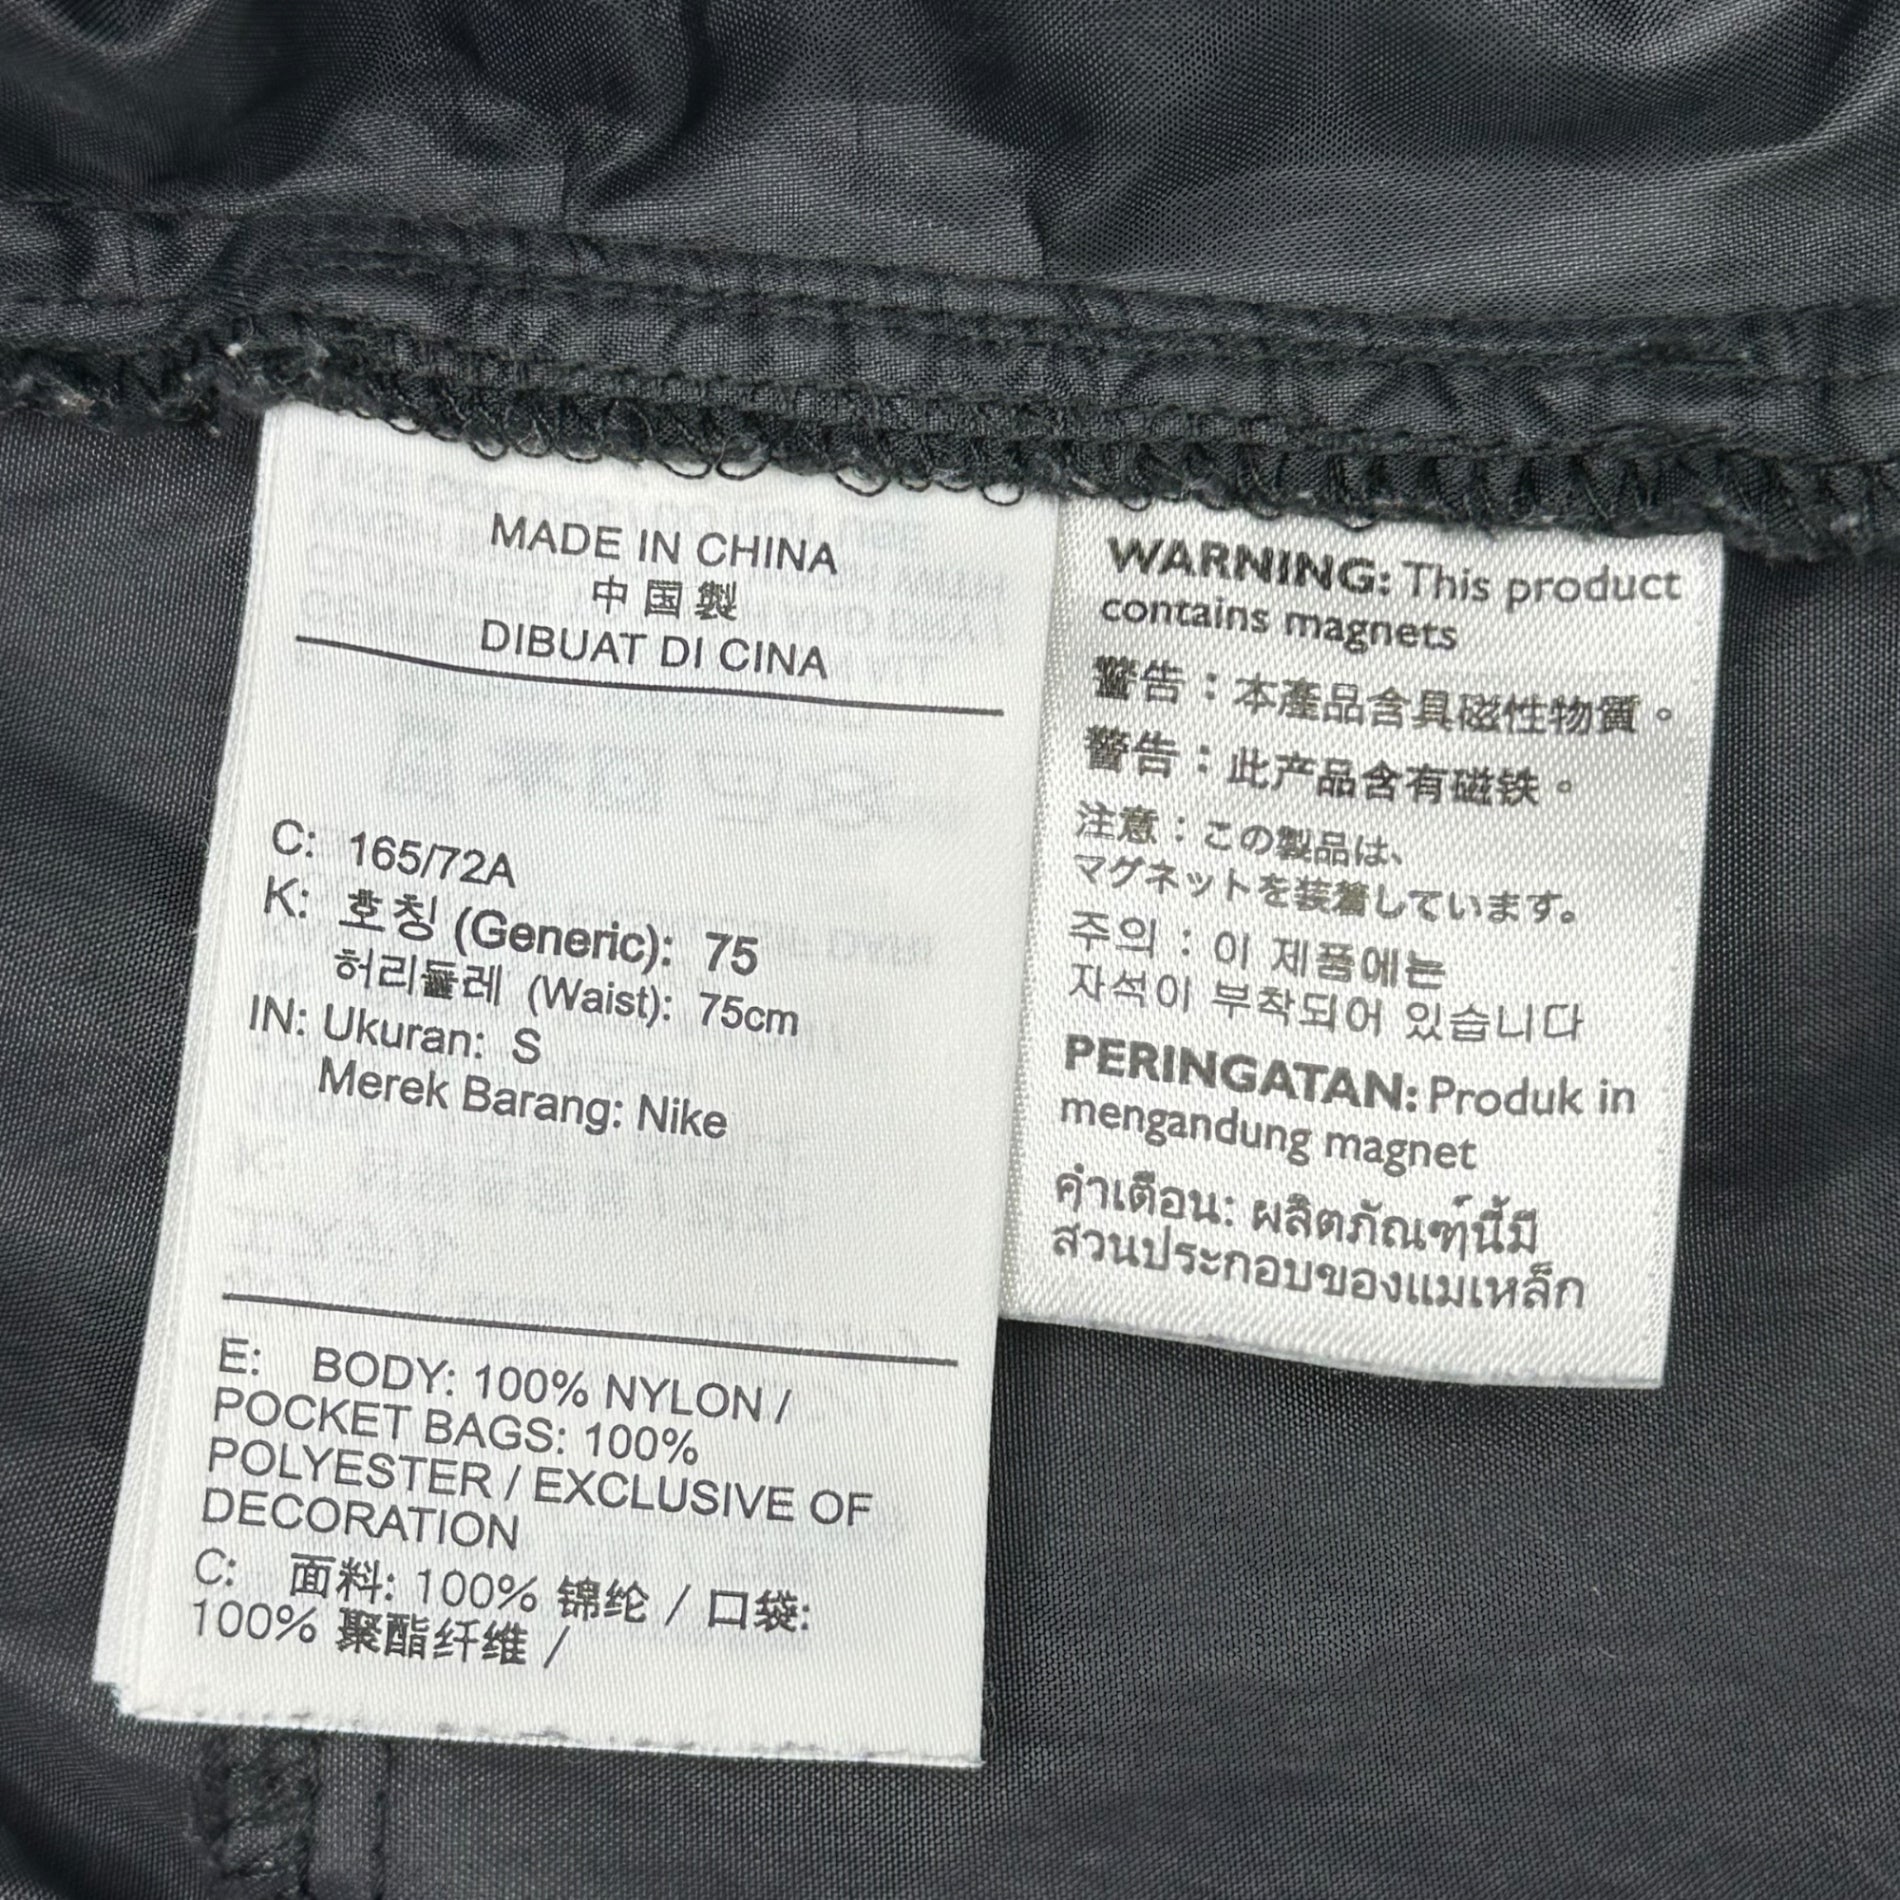 MADE IN CHINA
中国製
DIBUAT DI CINA
C: 165/72A
K: 호칭 (Generic): 75
허리둘레 (Waist): 75cm
IN: Ukuran: S
Merek Barang: Nike
E: BODY: 100% NYLON /
POCKET BAGS: 100%
POLYESTER / EXCLUSIVE OF
DECORATION
C: 面料: 100% 锦纶 / 口袋:
100% 聚酯纤维 /
WARNING: This product
contains magnets
警告：本產品含具磁性物質。
警告：此产品含有磁铁。
注意：この製品は、
マグネットを装着しています。
주의 : 이 제품에는
자석이 부착되어 있습니다
PERINGATAN: Produk in
mengandung magnet
คำเตือน: ผลิตภัณฑ์นี้มี
ส่วนประกอบของแม่เหล็ก